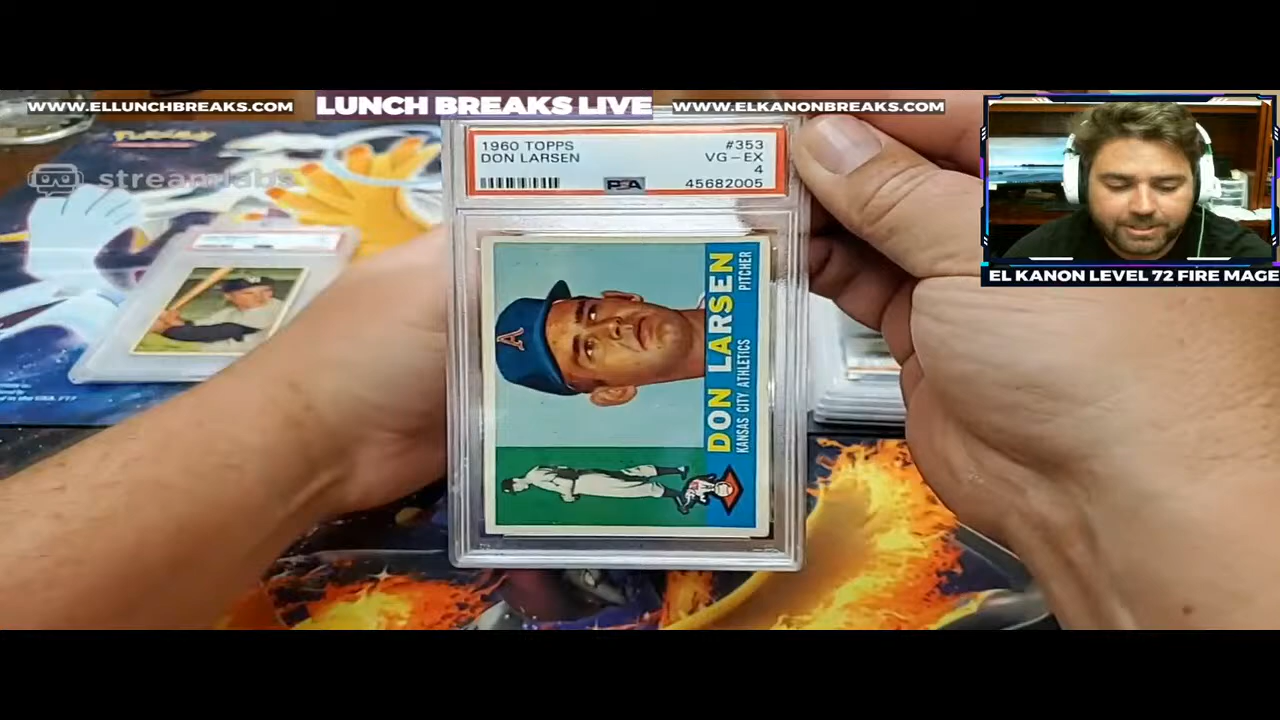 WWW.ELLUNCHBREAKS.COM
LUNCH BREAKS LIVE
WWW.ELKANONBREAKS.COM
Pokémon
streamlabs
1960 TOPPS #353
DON LARSEN VG-EX
4
PSA 45682005
A
DON LARSEN
KANSAS CITY ATHLETICS PITCHER
EL KANON LEVEL 72 FIRE MAGE